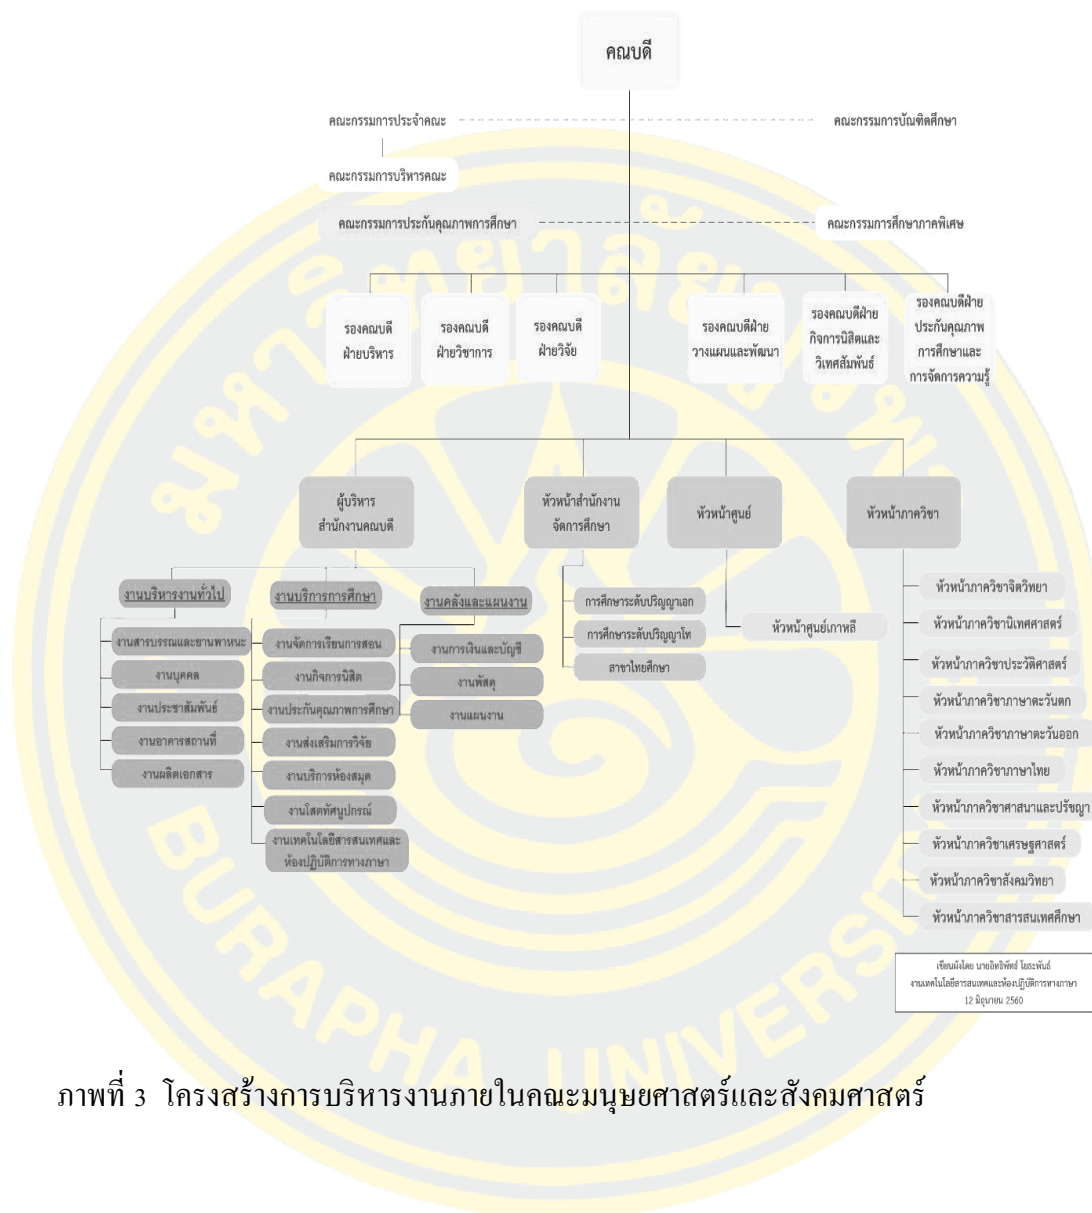 คณบดี
คณะกรรมการประจำคณะ
คณะกรรมการบัณฑิตศึกษา
คณะกรรมการบริหารคณะ
คณะกรรมการประกันคุณภาพการศึกษา
คณะกรรมการศึกษาภาคพิเศษ
รองคณบดี
ฝ่ายบริหาร
รองคณบดี
ฝ่ายวิชาการ
รองคณบดี
ฝ่ายวิจัย
รองคณบดีฝ่าย
วางแผนและพัฒนา
รองคณบดีฝ่าย
กิจการนิสิตและ
วิเทศสัมพันธ์
รองคณบดีฝ่าย
ประกันคุณภาพ
การศึกษาและ
การจัดการความรู้
ผู้บริหาร
สำนักงานคณบดี
หัวหน้าสำนักงาน
จัดการศึกษา
หัวหน้าศูนย์
หัวหน้าภาควิชา
งานบริหารงานทั่วไป
งานสารบรรณและยานพาหนะ
งานบุคคล
งานประชาสัมพันธ์
งานอาคารสถานที่
งานผลิตเอกสาร
งานบริการการศึกษา
งานจัดการเรียนการสอน
งานกิจการนิสิต
งานประกันคุณภาพการศึกษา
งานส่งเสริมการวิจัย
งานบริการห้องสมุด
งานโสตทัศนูปกรณ์
งานเทคโนโลยีสารสนเทศและ
ห้องปฏิบัติการทางภาษา
งานคลังและแผนงาน
งานการเงินและบัญชี
งานพัสดุ
งานแผนงาน
การศึกษาระดับปริญญาเอก
การศึกษาระดับปริญญาโท
สาขาไทยศึกษา
หัวหน้าศูนย์เกาหลี
หัวหน้าภาควิชาจิตวิทยา
หัวหน้าภาควิชานิเทศศาสตร์
หัวหน้าภาควิชาประวัติศาสตร์
หัวหน้าภาควิชาภาษาตะวันตก
หัวหน้าภาควิชาภาษาตะวันออก
หัวหน้าภาควิชาภาษาไทย
หัวหน้าภาควิชาศาสนาและปรัชญา
หัวหน้าภาควิชาเศรษฐศาสตร์
หัวหน้าภาควิชาสังคมวิทยา
หัวหน้าภาควิชาสารสนเทศศึกษา
เขียนผังโดย นายอิทธิพัทธ์ โยธะพันธ์
งานเทคโนโลยีสารสนเทศและห้องปฏิบัติการทางภาษา
12 มิถุนายน 2560
ภาพที่ 3 โครงสร้างการบริหารงานภายในคณะมนุษยศาสตร์และสังคมศาสตร์
มหาวิทยาลัยบูรพา
BURAPHA UNIVERSITY